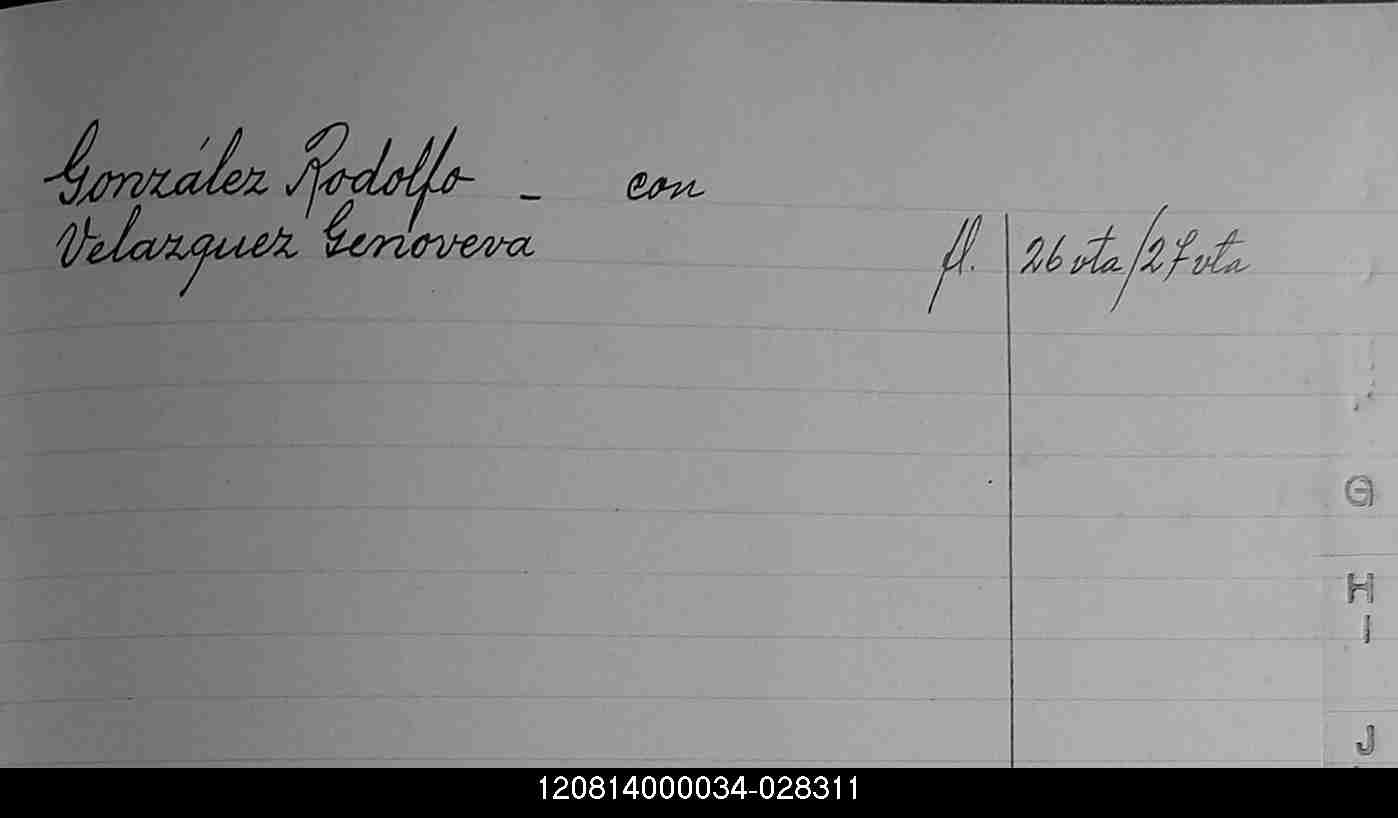 González Rodolfo - con
Velazquez Genoveva
fl. 26 vta/27 vta
G
H
I
J
120814000034-028311